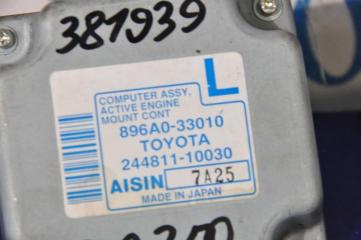 381939
L
COMPUTER ASSY,
ACTIVE ENGINE
MOUNT CONT
896A0-33010
TOYOTA
244811-10030
AISIN 7A25
MADE IN JAPAN